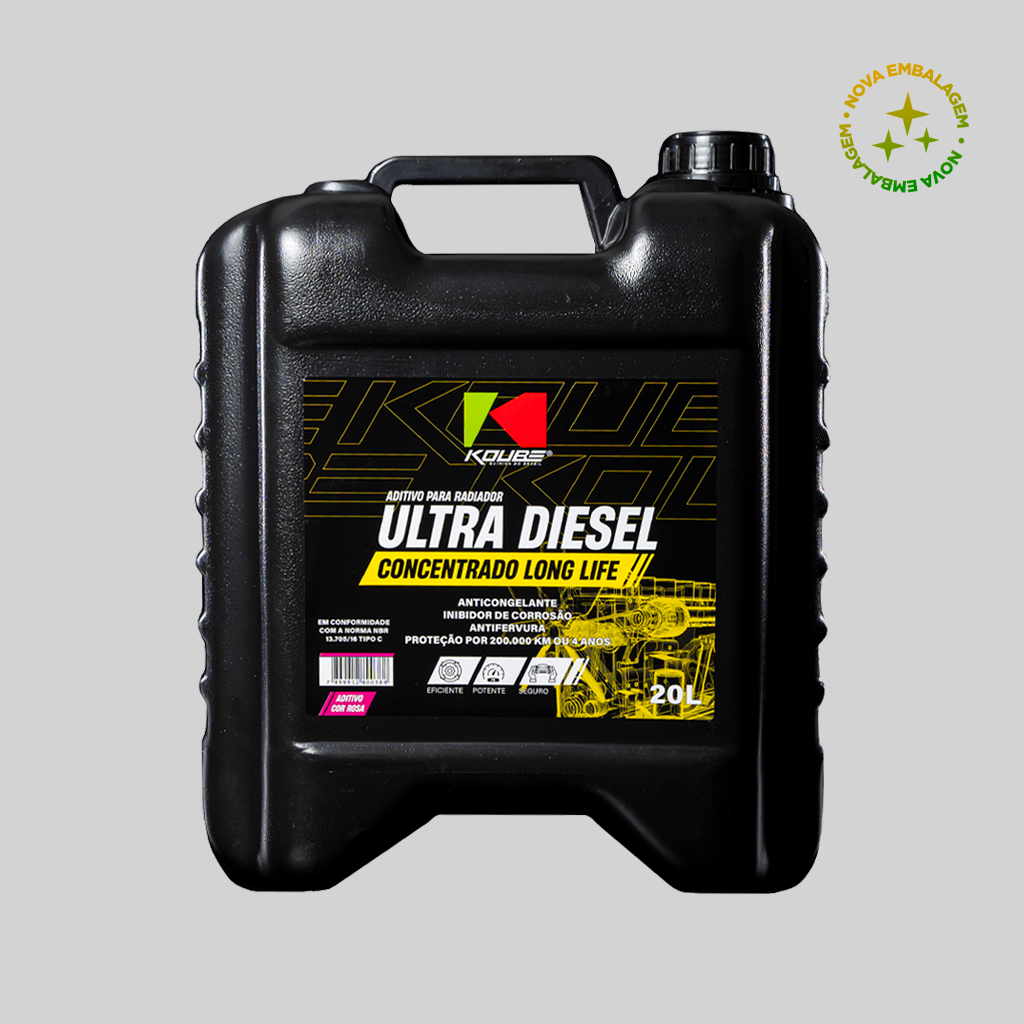 • NOVA EMBALAGEM • NOVA EMBALAGEM
KOUBE
KOUBE KOUBE®
QUÍMICA DO BRASIL
ADITIVO PARA RADIADOR
ULTRA DIESEL
CONCENTRADO LONG LIFE
ANTICONGELANTE
INIBIDOR DE CORROSÃO
ANTIFERVURA
PROTEÇÃO POR 200.000 KM OU 4 ANOS
EM CONFORMIDADE
COM A NORMA NBR
13.705/16 TIPO C
EFICIENTE POTENTE SEGURO
ADITIVO
COR ROSA
20L